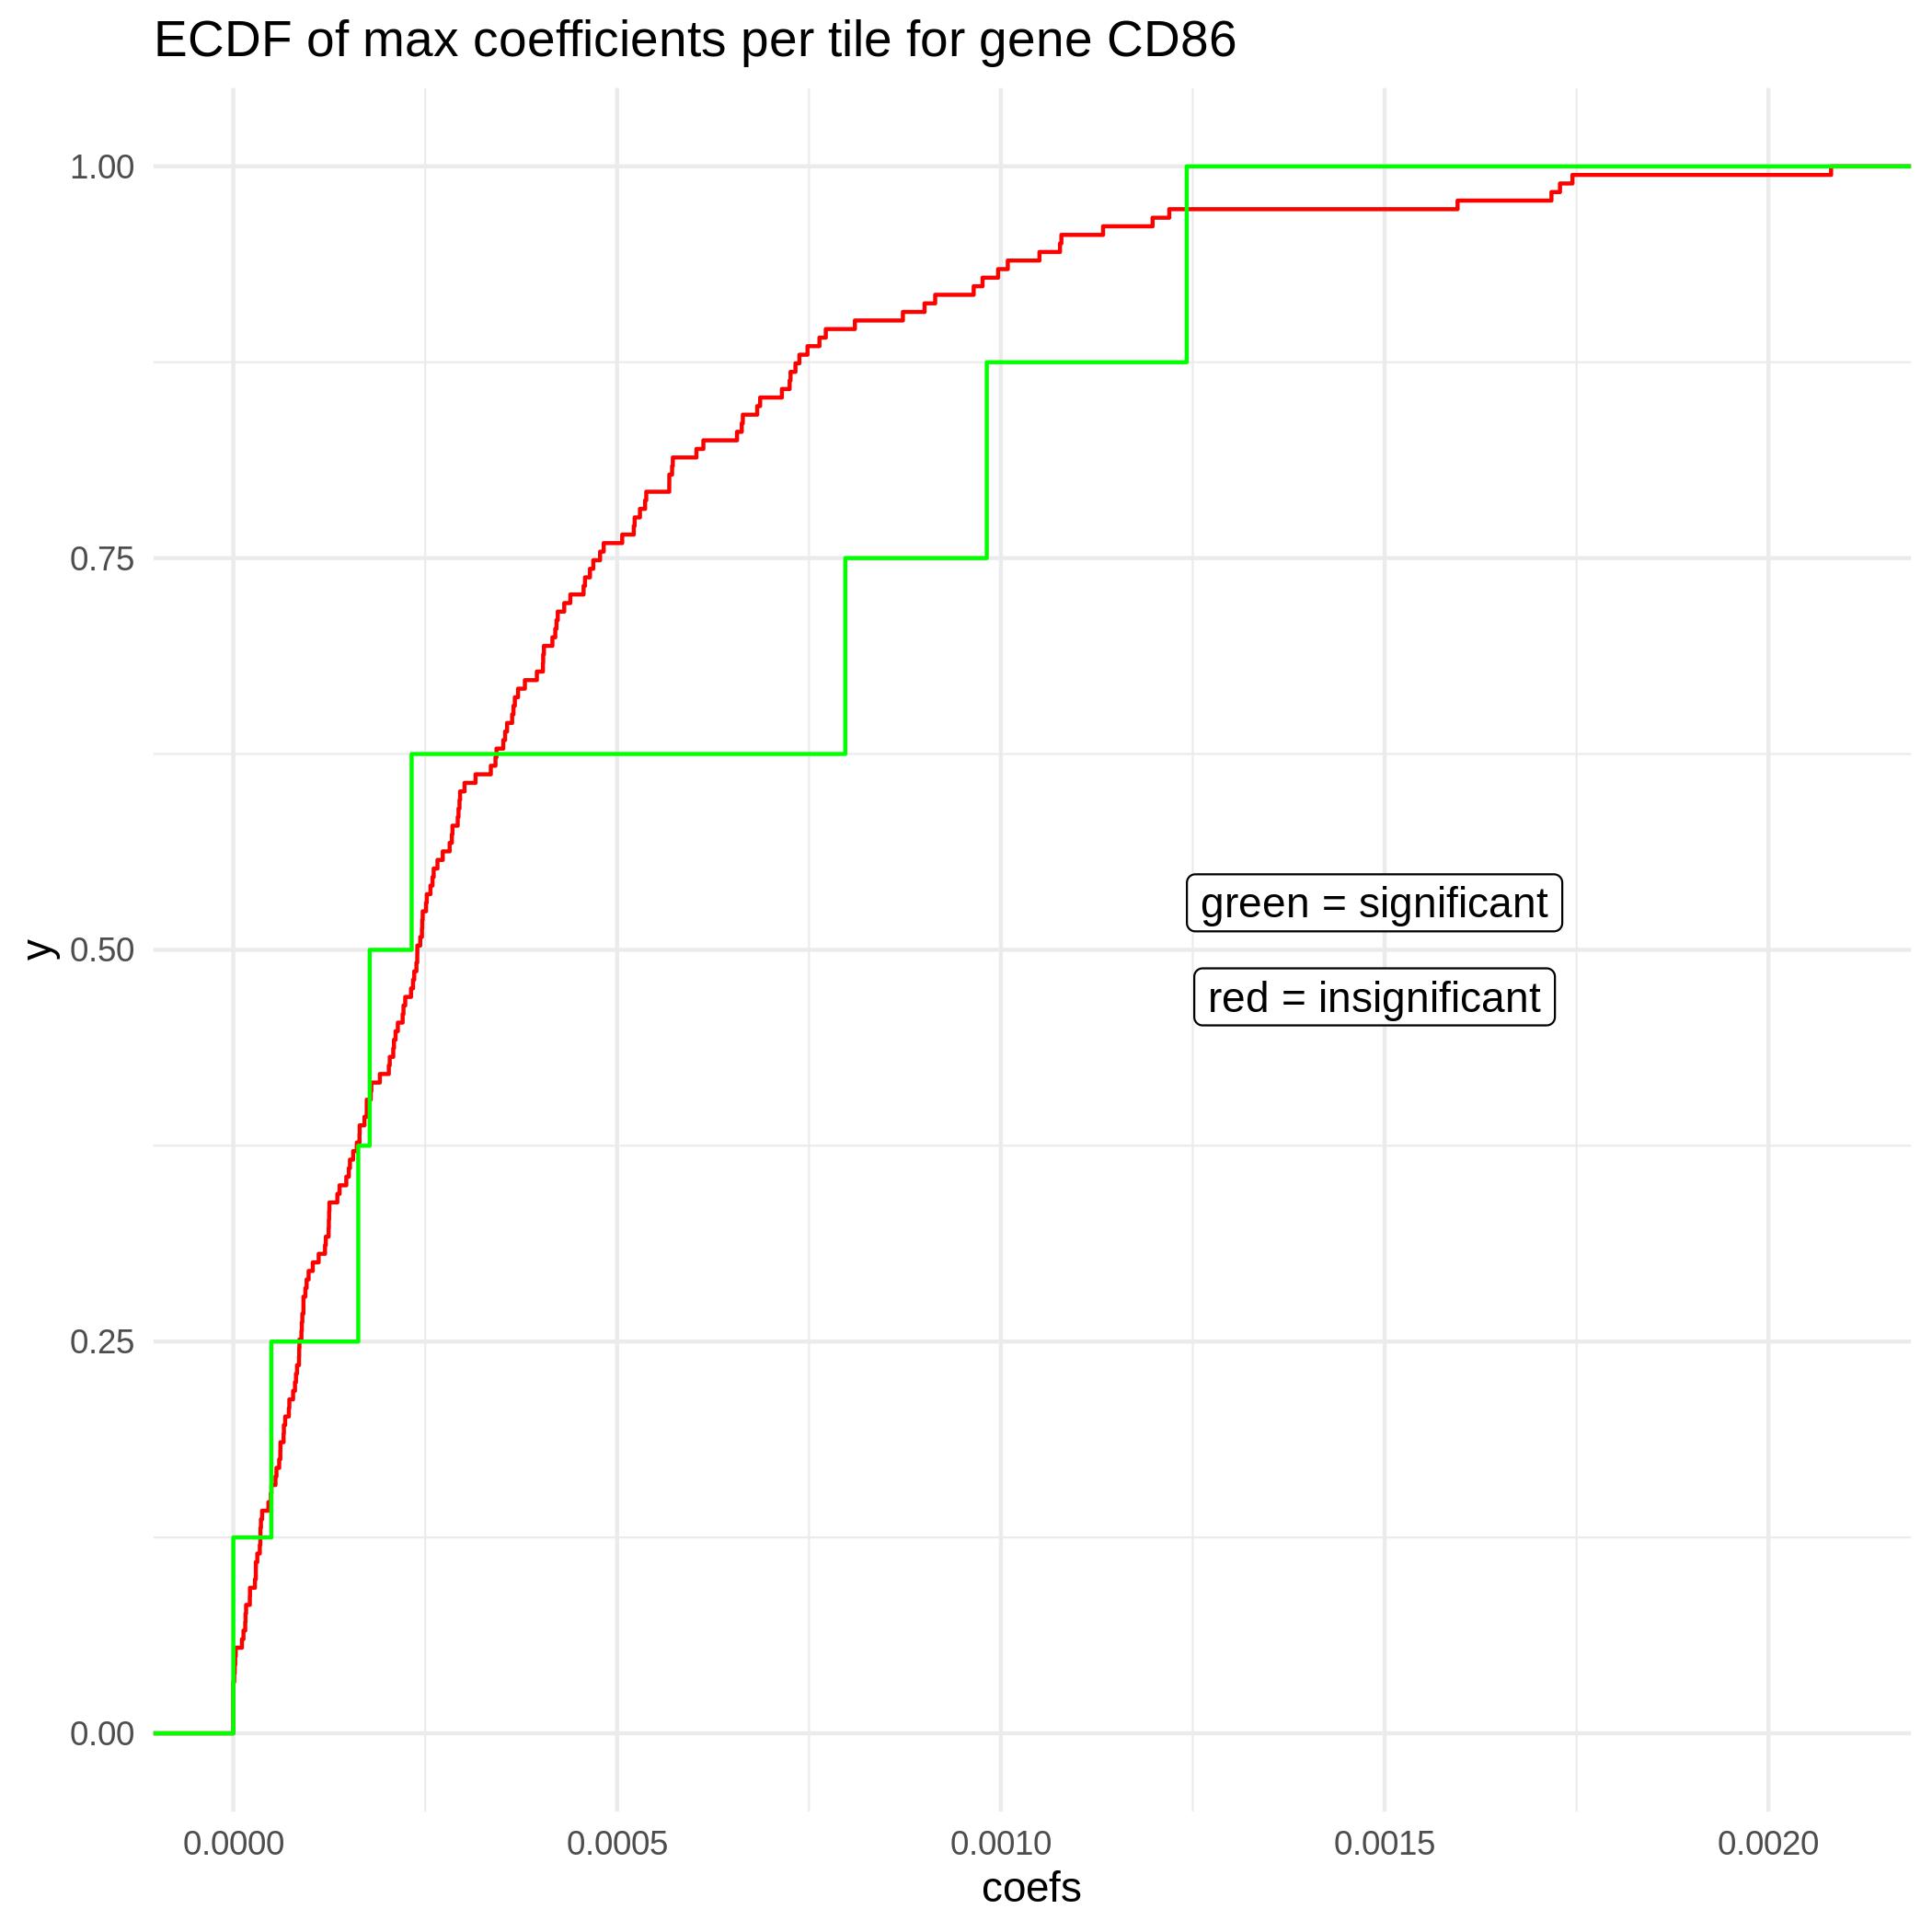 ECDF of max coefficients per tile for gene CD86
1.00
0.75
0.50
0.25
0.00
y
green = significant
red = insignificant
0.0000 0.0005 0.0010 0.0015 0.0020
coefs